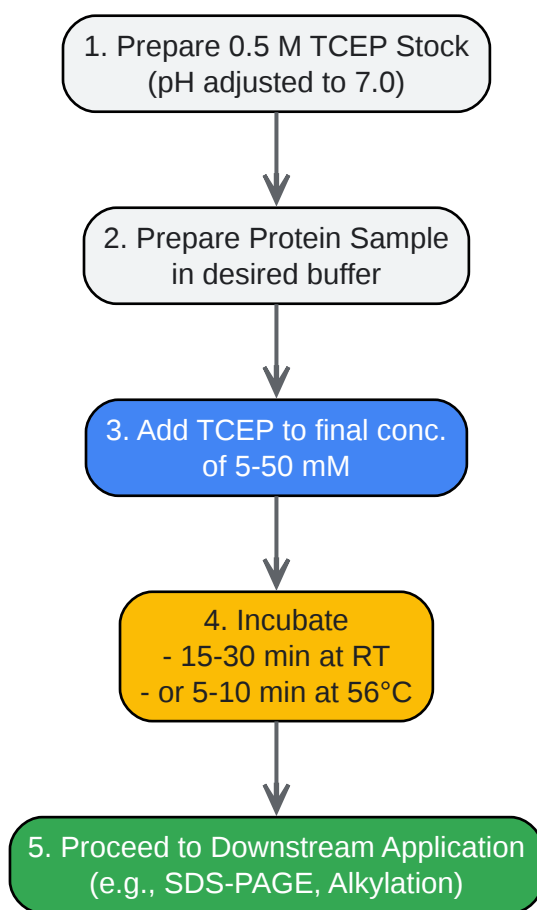 1. Prepare 0.5 M TCEP Stock
(pH adjusted to 7.0)
2. Prepare Protein Sample
in desired buffer
3. Add TCEP to final conc.
of 5-50 mM
4. Incubate
- 15-30 min at RT
- or 5-10 min at 56°C
5. Proceed to Downstream Application
(e.g., SDS-PAGE, Alkylation)